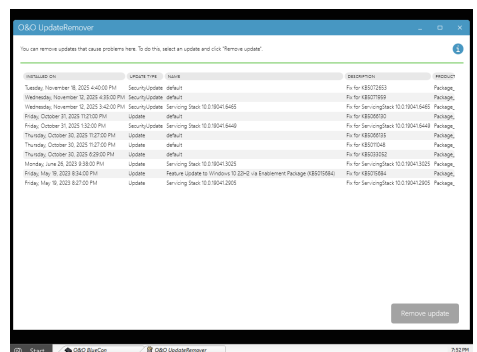 O&O UpdateRemover
You can remove updates that cause problems here. To do this, select an update and click "Remove update".
INSTALLED ON UPDATE TYPE NAME DESCRIPTION PRODUCT
Tuesday, November 18, 2025 4:40:00 PM SecurityUpdate default Fix for KB5072653 Package_
Wednesday, November 12, 2025 4:35:00 PM SecurityUpdate default Fix for KB5071959 Package_
Wednesday, November 12, 2025 3:42:00 PM SecurityUpdate Servicing Stack 10.0.19041.6465 Fix for ServicingStack 10.0.19041.6465 Package_
Friday, October 31, 2025 11:21:00 PM Update default Fix for KB5066130 Package_
Friday, October 31, 2025 1:32:00 PM SecurityUpdate Servicing Stack 10.0.19041.6449 Fix for ServicingStack 10.0.19041.6449 Package_
Thursday, October 30, 2025 11:27:00 PM Update default Fix for KB5066135 Package_
Thursday, October 30, 2025 11:27:00 PM Update default Fix for KB5011048 Package_
Thursday, October 30, 2025 6:29:00 PM Update default Fix for KB5033052 Package_
Monday, June 26, 2023 9:38:00 PM Update Servicing Stack 10.0.19041.3025 Fix for ServicingStack 10.0.19041.3025 Package_
Friday, May 19, 2023 8:34:00 PM Update Feature Update to Windows 10 22H2 via Enablement Package (KB5015684) Fix for KB5015684 Package_
Friday, May 19, 2023 8:27:00 PM Update Servicing Stack 10.0.19041.2905 Fix for ServicingStack 10.0.19041.2905 Package_
Remove update
Start O&O BlueCon O&O UpdateRemover 7:52 PM